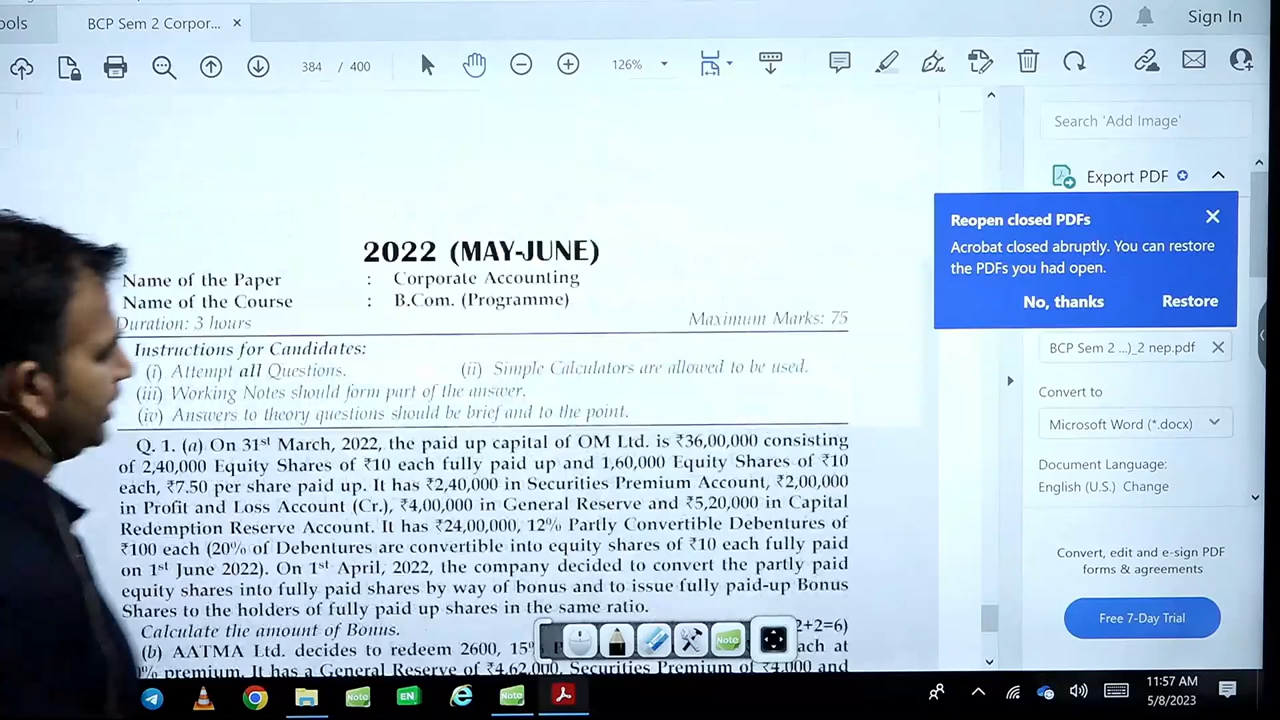 ools
BCP Sem 2 Corpor... ×
Sign In
384 / 400
126%
Search 'Add Image'
Export PDF
Reopen closed PDFs
Acrobat closed abruptly. You can restore
the PDFs you had open.
No, thanks Restore
BCP Sem 2 ...)_2 nep.pdf
Convert to
Microsoft Word (*.docx)
Document Language:
English (U.S.) Change
Convert, edit and e-sign PDF
forms & agreements
Free 7-Day Trial
2022 (MAY-JUNE)
Name of the Paper : Corporate Accounting
Name of the Course : B.Com. (Programme)
Duration: 3 hours Maximum Marks: 75
Instructions for Candidates:
(i) Attempt all Questions. (ii) Simple Calculators are allowed to be used.
(iii) Working Notes should form part of the answer.
(iv) Answers to theory questions should be brief and to the point.
Q. 1. (a) On 31st March, 2022, the paid up capital of OM Ltd. is ₹36,00,000 consisting
of 2,40,000 Equity Shares of ₹10 each fully paid up and 1,60,000 Equity Shares of ₹10
each, ₹7.50 per share paid up. It has ₹2,40,000 in Securities Premium Account, ₹2,00,000
in Profit and Loss Account (Cr.), ₹4,00,000 in General Reserve and ₹5,20,000 in Capital
Redemption Reserve Account. It has ₹24,00,000, 12% Partly Convertible Debentures of
₹100 each (20% of Debentures are convertible into equity shares of ₹10 each fully paid
on 1st June 2022). On 1st April, 2022, the company decided to convert the partly paid
equity shares into fully paid shares by way of bonus and to issue fully paid-up Bonus
Shares to the holders of fully paid up shares in the same ratio.
Calculate the amount of Bonus. 2+2=6)
(b) AATMA Ltd. decides to redeem 2600, 15% ach at
% premium. It has a General Reserve of ₹4,62,000, Securities Premium of ₹4,000 and
Note
Note
EN
Note
11:57 AM
5/8/2023